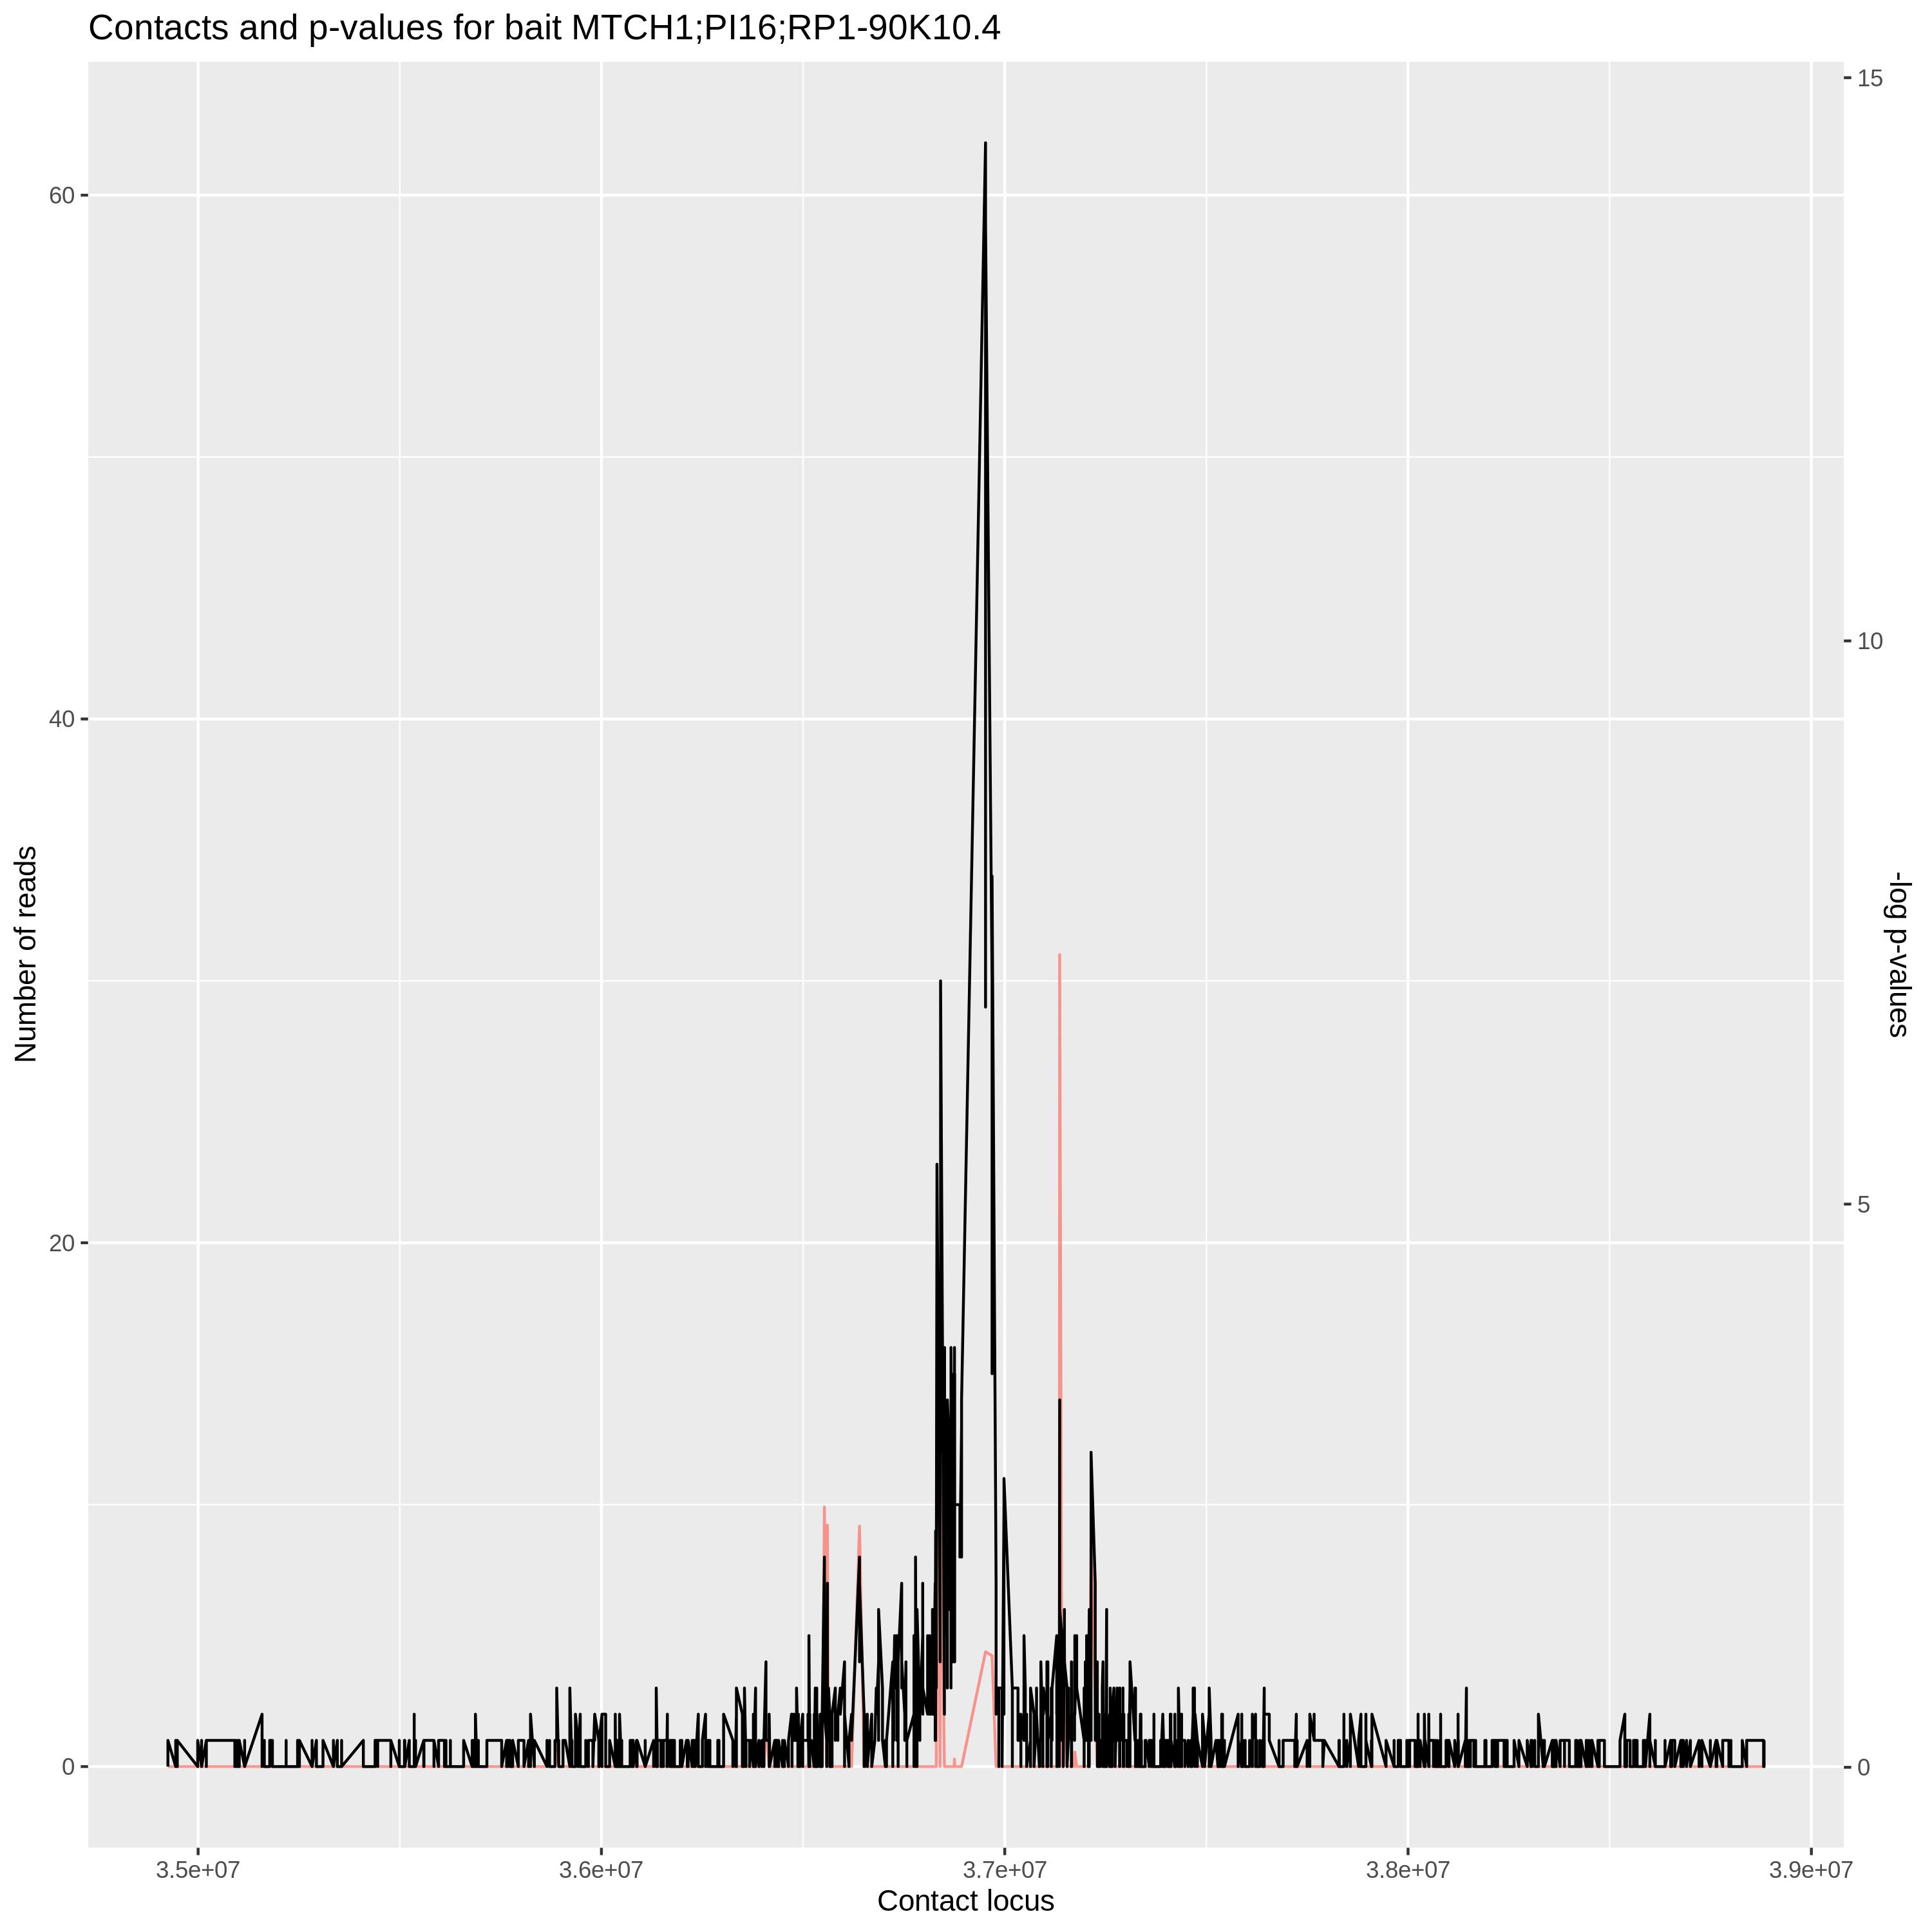 Contacts and p-values for bait MTCH1;PI16;RP1-90K10.4
15
60
10
40
Number of reads
-log p-values
5
20
0
0
3.5e+07
3.6e+07
3.7e+07
3.8e+07
3.9e+07
Contact locus